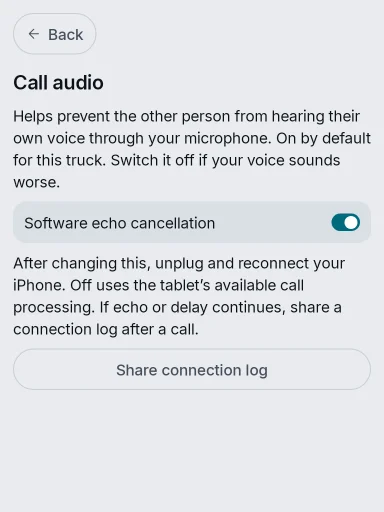 Back
Call audio
Helps prevent the other person from hearing their
own voice through your microphone. On by default
for this truck. Switch it off if your voice sounds
worse.
Software echo cancellation
After changing this, unplug and reconnect your
iPhone. Off uses the tablet’s available call
processing. If echo or delay continues, share a
connection log after a call.
Share connection log